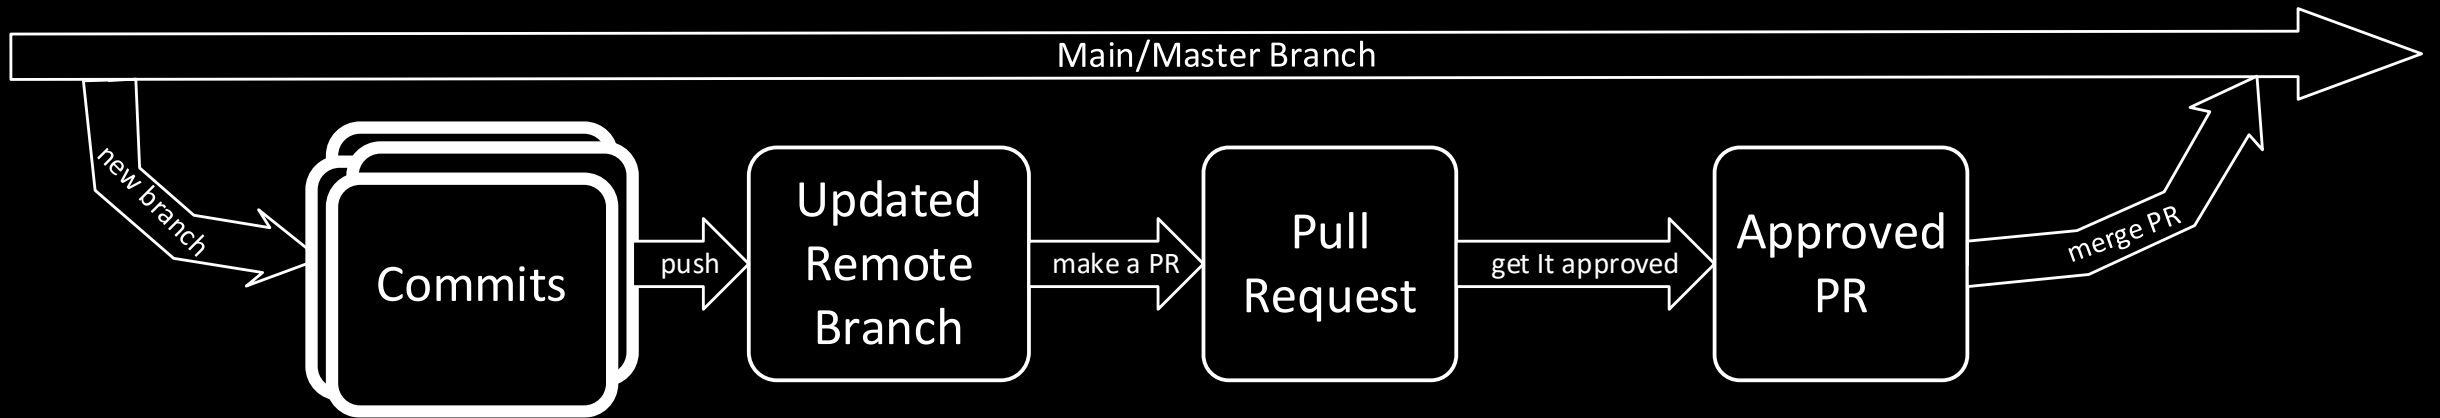 Main/Master Branch
new branch
Commits
push
Updated
Remote
Branch
make a PR
Pull
Request
get It approved
Approved
PR
merge PR